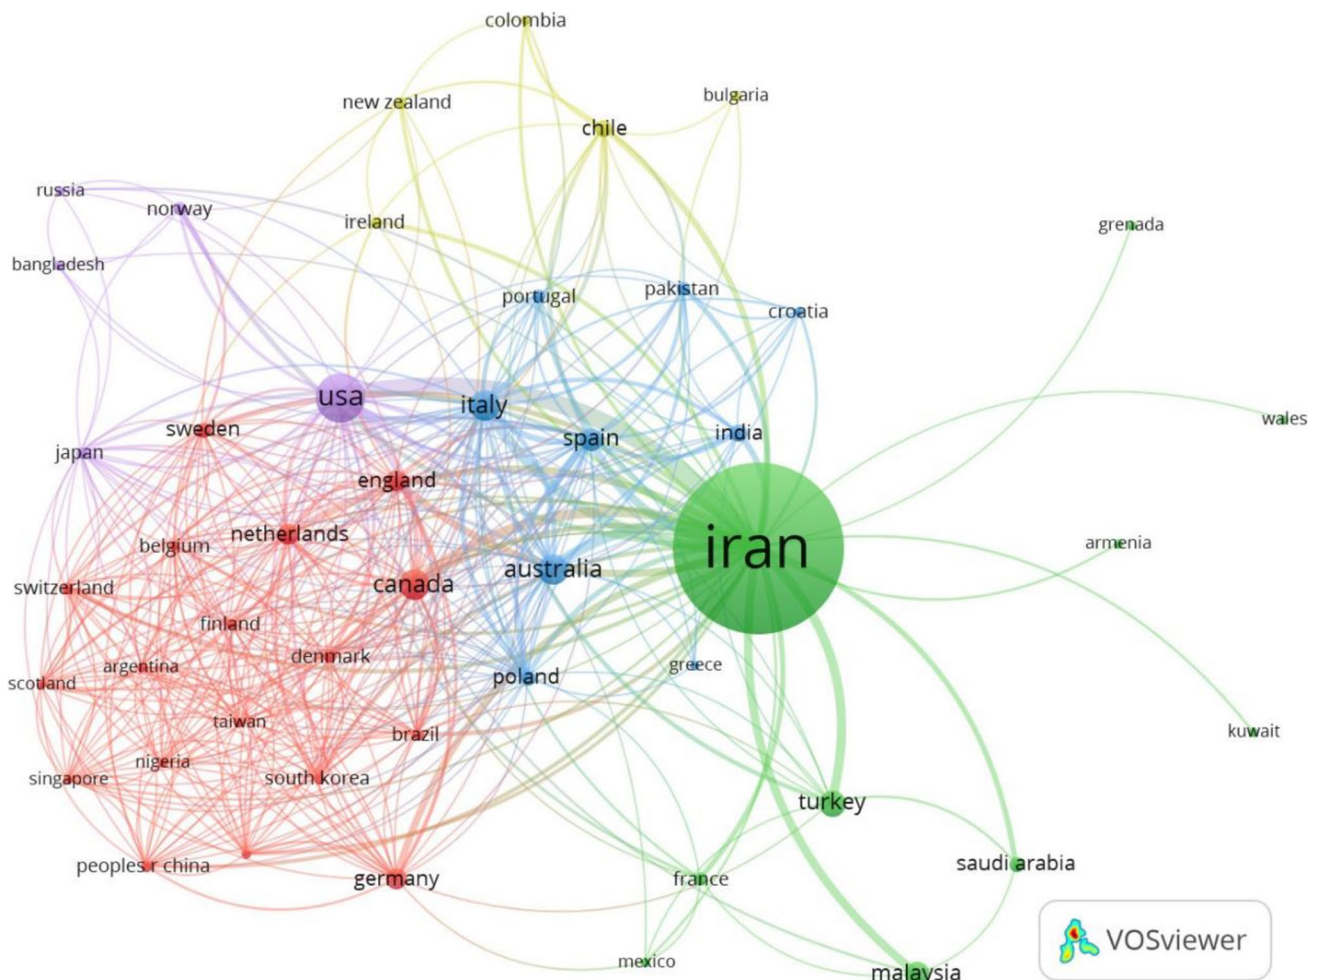 colombia
new zealand
bulgaria
chile
russia
norway
ireland
grenada
bangladesh
portugal
pakistan
croatia
usa
italy
wales
sweden
spain
india
japan
england
netherlands
belgium
iran
armenia
switzerland
canada
australia
finland
denmark
argentina
greece
scotland
poland
taiwan
brazil
kuwait
nigeria
singapore
south korea
turkey
peoples r china
germany
france
saudi arabia
VOSviewer
mexico
malaysia